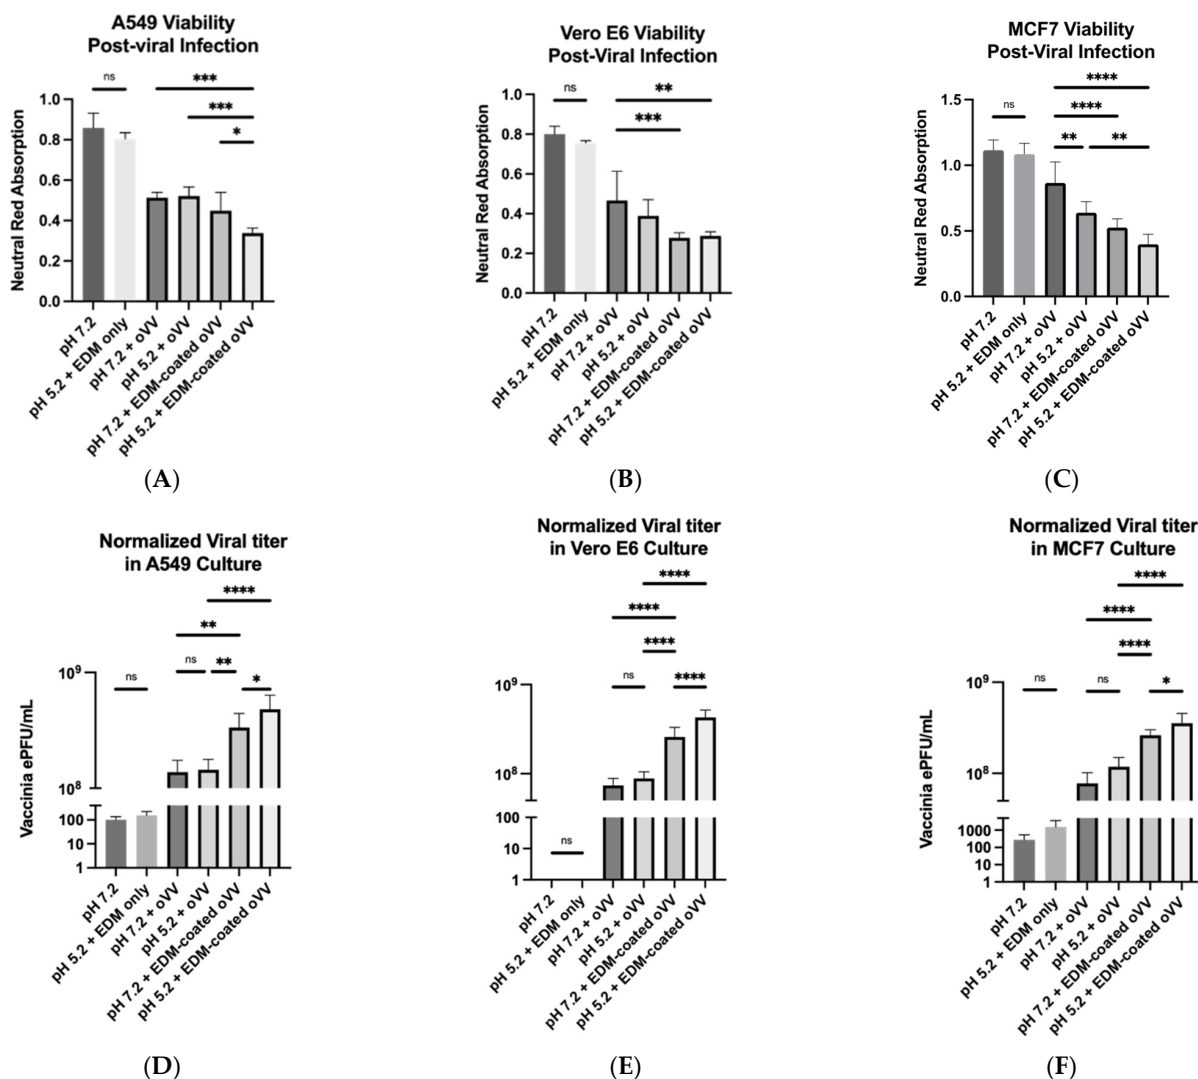 A549 Viability
Post-viral Infection
ns
***
***
*
Neutral Red Absorption
1.0
0.8
0.6
0.4
0.2
0.0
pH 7.2
pH 5.2 + EDM only
pH 7.2 + oVV
pH 5.2 + oVV
pH 7.2 + EDM-coated oVV
pH 5.2 + EDM-coated oVV
(A)
Vero E6 Viability
Post-Viral Infection
ns
**
***
Neutral Red Absorption
1.0
0.8
0.6
0.4
0.2
0.0
pH 7.2
pH 5.2 + EDM only
pH 7.2 + oVV
pH 5.2 + oVV
pH 7.2 + EDM-coated oVV
pH 5.2 + EDM-coated oVV
(B)
MCF7 Viability
Post-Viral Infection
ns
****
****
**
**
Neutral Red Absorption
1.5
1.0
0.5
0.0
pH 7.2
pH 5.2 + EDM only
pH 7.2 + oVV
pH 5.2 + oVV
pH 7.2 + EDM-coated oVV
pH 5.2 + EDM-coated oVV
(C)
Normalized Viral titer
in A549 Culture
****
**
ns
**
ns
*
Vaccinia ePFU/mL
10⁹
10⁸
100
10
1
pH 7.2
pH 5.2 + EDM only
pH 7.2 + oVV
pH 5.2 + oVV
pH 7.2 + EDM-coated oVV
pH 5.2 + EDM-coated oVV
(D)
Normalized Viral titer
in Vero E6 Culture
****
****
****
ns
****
ns
Vaccinia ePFU/mL
10⁹
10⁸
100
10
1
pH 7.2
pH 5.2 + EDM only
pH 7.2 + oVV
pH 5.2 + oVV
pH 7.2 + EDM-coated oVV
pH 5.2 + EDM-coated oVV
(E)
Normalized Viral titer
in MCF7 Culture
****
****
****
ns
ns
*
Vaccinia ePFU/mL
10⁹
10⁸
1000
100
10
1
pH 7.2
pH 5.2 + EDM only
pH 7.2 + oVV
pH 5.2 + oVV
pH 7.2 + EDM-coated oVV
pH 5.2 + EDM-coated oVV
(F)